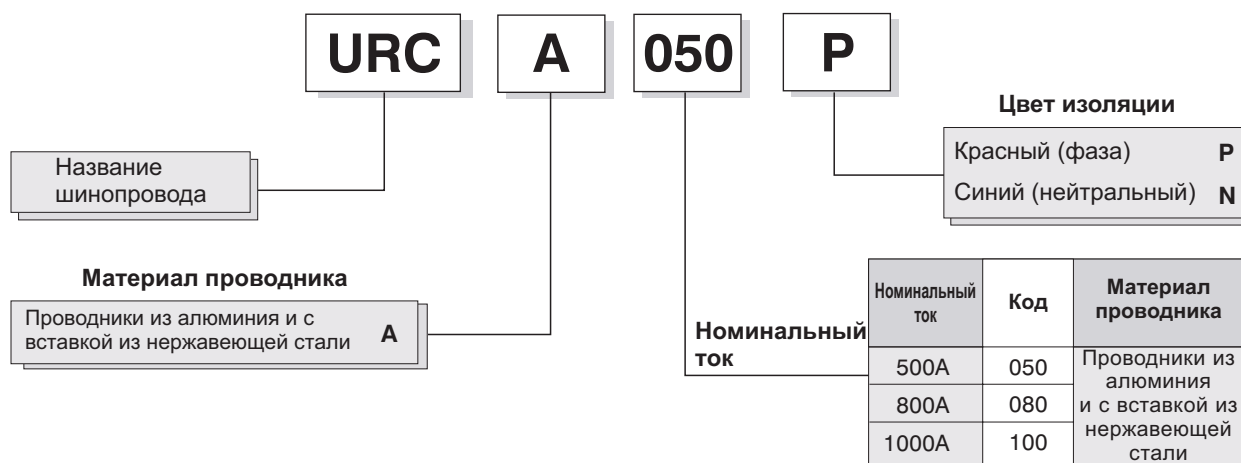 URC A 050 P
Цвет изоляции
Красный (фаза) P
Синий (нейтральный) N
Название
шинопровода
Материал проводника
Проводники из алюминия и с
вставкой из нержавеющей стали A
Номинальный
ток
Номинальный
ток
Код
Материал
проводника
500A 050
800A 080
1000A 100
Проводники из
алюминия
и с вставкой из
нержавеющей
стали